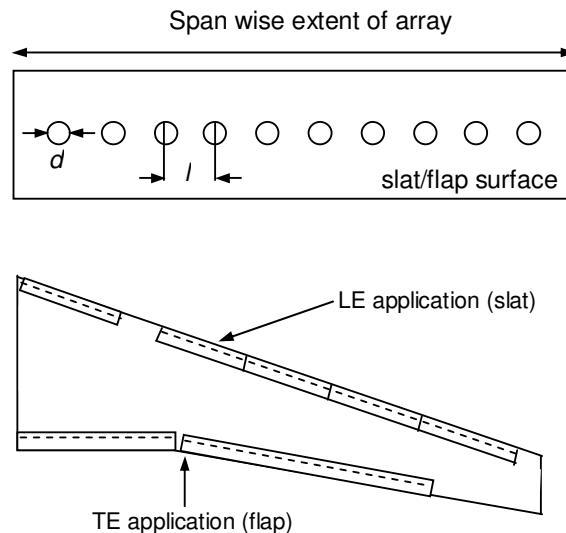 Span wise extent of array
d
l
slat/flap surface
LE application (slat)
TE application (flap)